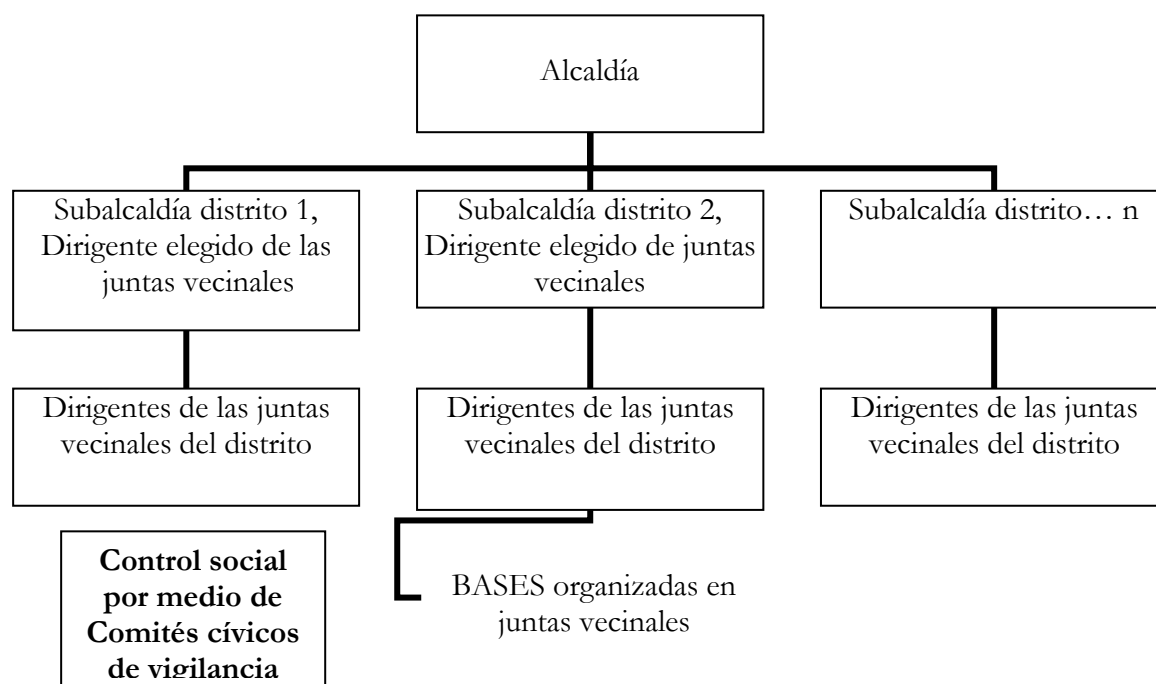 Alcaldía
Subalcaldía distrito 1,
Dirigente elegido de las
juntas vecinales
Subalcaldía distrito 2,
Dirigente elegido de juntas
vecinales
Subalcaldía distrito… n
Dirigentes de las juntas
vecinales del distrito
Dirigentes de las juntas
vecinales del distrito
Dirigentes de las juntas
vecinales del distrito
Control social
por medio de
Comités cívicos
de vigilancia
BASES organizadas en
juntas vecinales